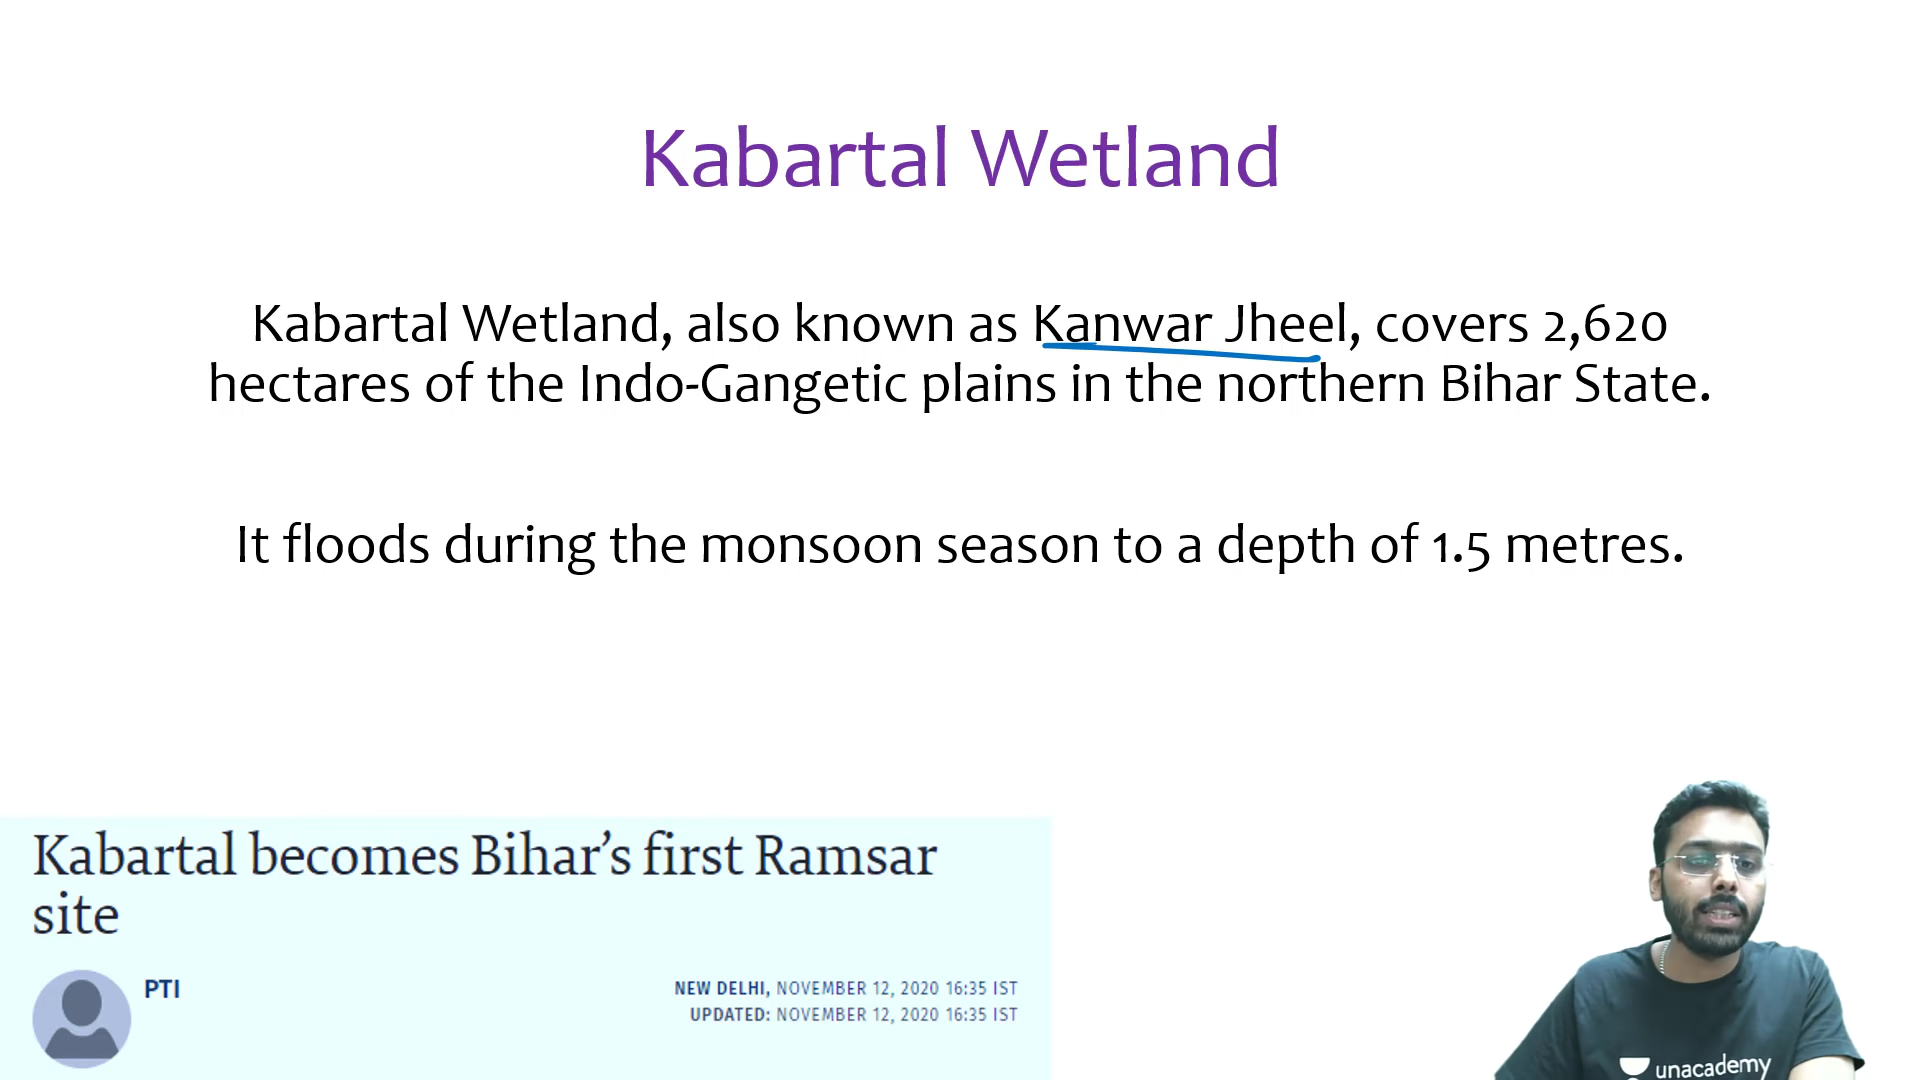 Kabartal Wetland
Kabartal Wetland, also known as Kanwar Jheel, covers 2,620
hectares of the Indo-Gangetic plains in the northern Bihar State.
It floods during the monsoon season to a depth of 1.5 metres.
Kabartal becomes Bihar’s first Ramsar
site
PTI
NEW DELHI, NOVEMBER 12, 2020 16:35 IST
UPDATED: NOVEMBER 12, 2020 16:35 IST
unacademy